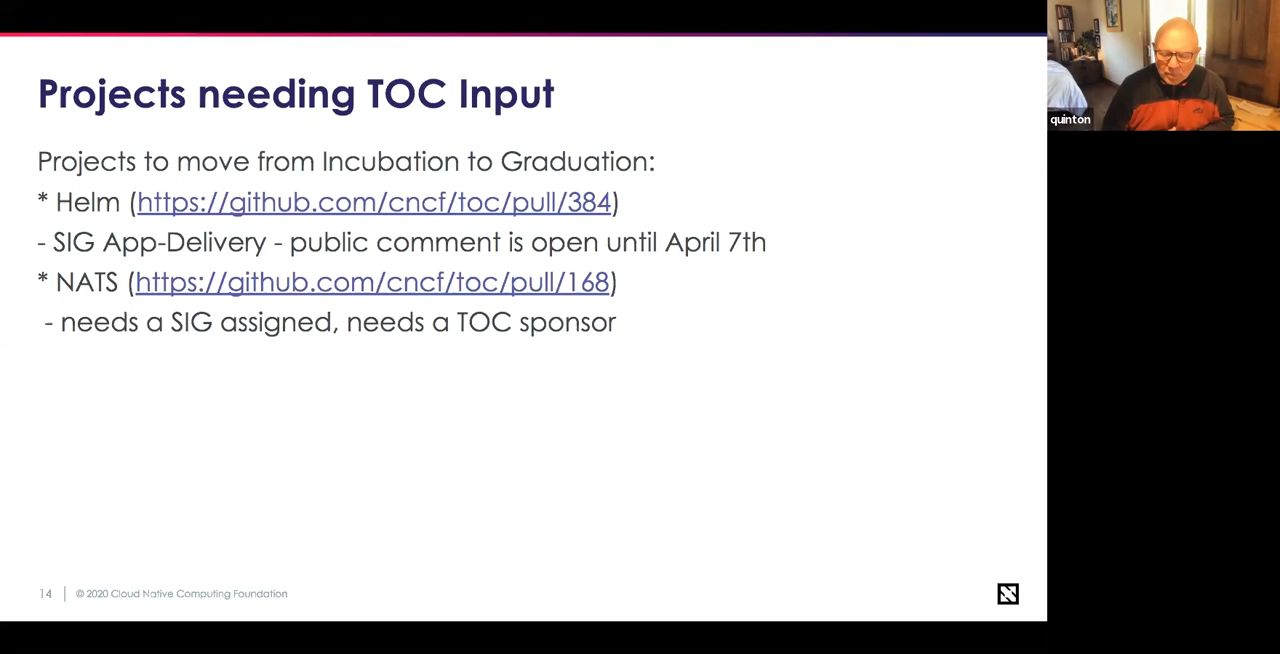 Projects needing TOC Input
Projects to move from Incubation to Graduation:
* Helm (https://github.com/cncf/toc/pull/384)
- SIG App-Delivery - public comment is open until April 7th
* NATS (https://github.com/cncf/toc/pull/168)
- needs a SIG assigned, needs a TOC sponsor
14 | © 2020 Cloud Native Computing Foundation
quinton